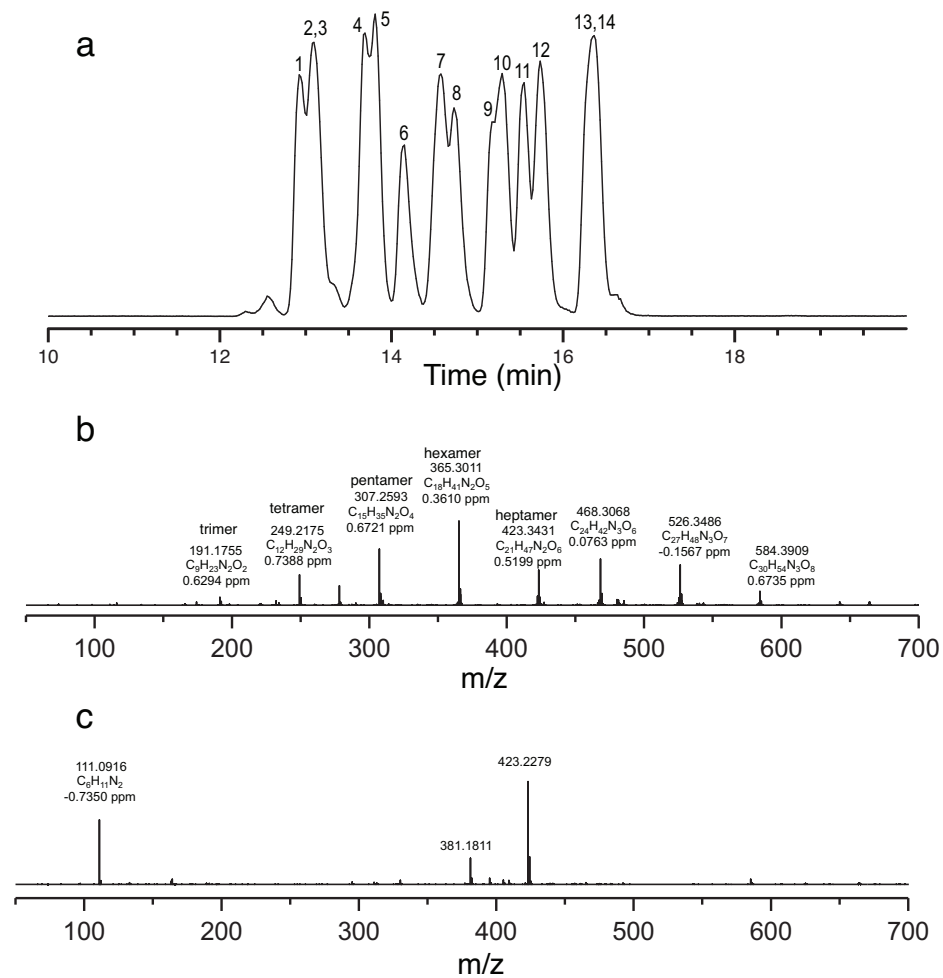 a
1
2,3
4
5
6
7
8
9
10
11
12
13,14
10
12
14
16
18
Time (min)
b
trimer
191.1755
C₉H₂₃N₂O₂
0.6294 ppm
tetramer
249.2175
C₁₂H₂₉N₂O₃
0.7388 ppm
pentamer
307.2593
C₁₅H₃₅N₂O₄
0.6721 ppm
hexamer
365.3011
C₁₈H₄₁N₂O₅
0.3610 ppm
heptamer
423.3431
C₂₁H₄₇N₂O₆
0.5199 ppm
468.3068
C₂₄H₄₂N₃O₆
0.0763 ppm
526.3486
C₂₇H₄₈N₃O₇
-0.1567 ppm
584.3909
C₃₀H₅₄N₃O₈
0.6735 ppm
100 200 300 400 500 600 700
m/z
c
111.0916
C₆H₁₁N₂
-0.7350 ppm
381.1811
423.2279
100 200 300 400 500 600 700
m/z